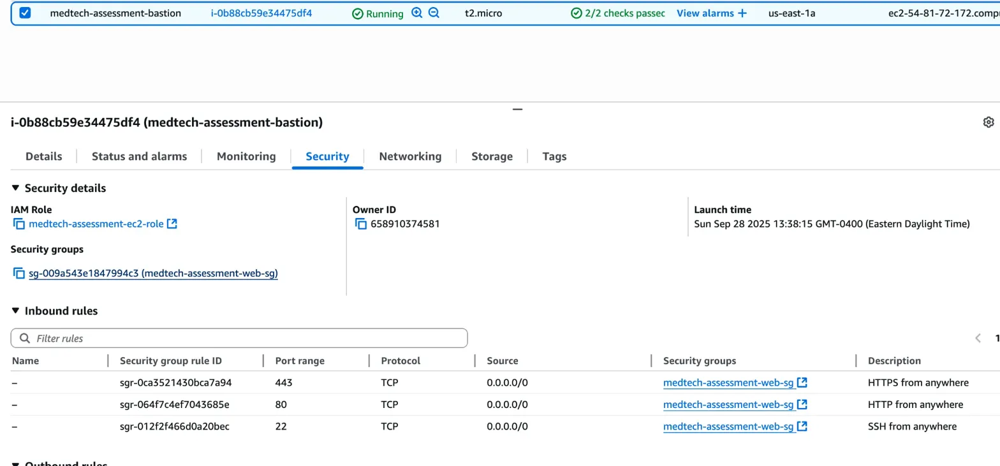 medtech-assessment-bastion i-0b88cb59e34475df4 Running t2.micro 2/2 checks passec View alarms + us-east-1a ec2-54-81-72-172.comp
i-0b88cb59e34475df4 (medtech-assessment-bastion)
Details Status and alarms Monitoring Security Networking Storage Tags
Security details
IAM Role Owner ID Launch time
medtech-assessment-ec2-role 658910374581 Sun Sep 28 2025 13:38:15 GMT-0400 (Eastern Daylight Time)
Security groups
sg-009a543e1847994c3 (medtech-assessment-web-sg)
Inbound rules
Filter rules 1
Name Security group rule ID Port range Protocol Source Security groups Description
– sgr-0ca3521430bca7a94 443 TCP 0.0.0.0/0 medtech-assessment-web-sg HTTPS from anywhere
– sgr-064f7c4ef7043685e 80 TCP 0.0.0.0/0 medtech-assessment-web-sg HTTP from anywhere
– sgr-012f2f466d0a20bec 22 TCP 0.0.0.0/0 medtech-assessment-web-sg SSH from anywhere
Outbound rules